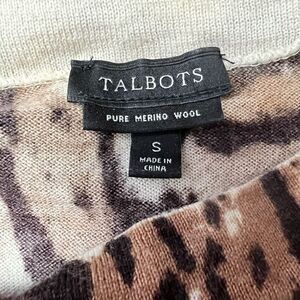 TALBOTS
PURE MERINO WOOL
S
MADE IN
CHINA